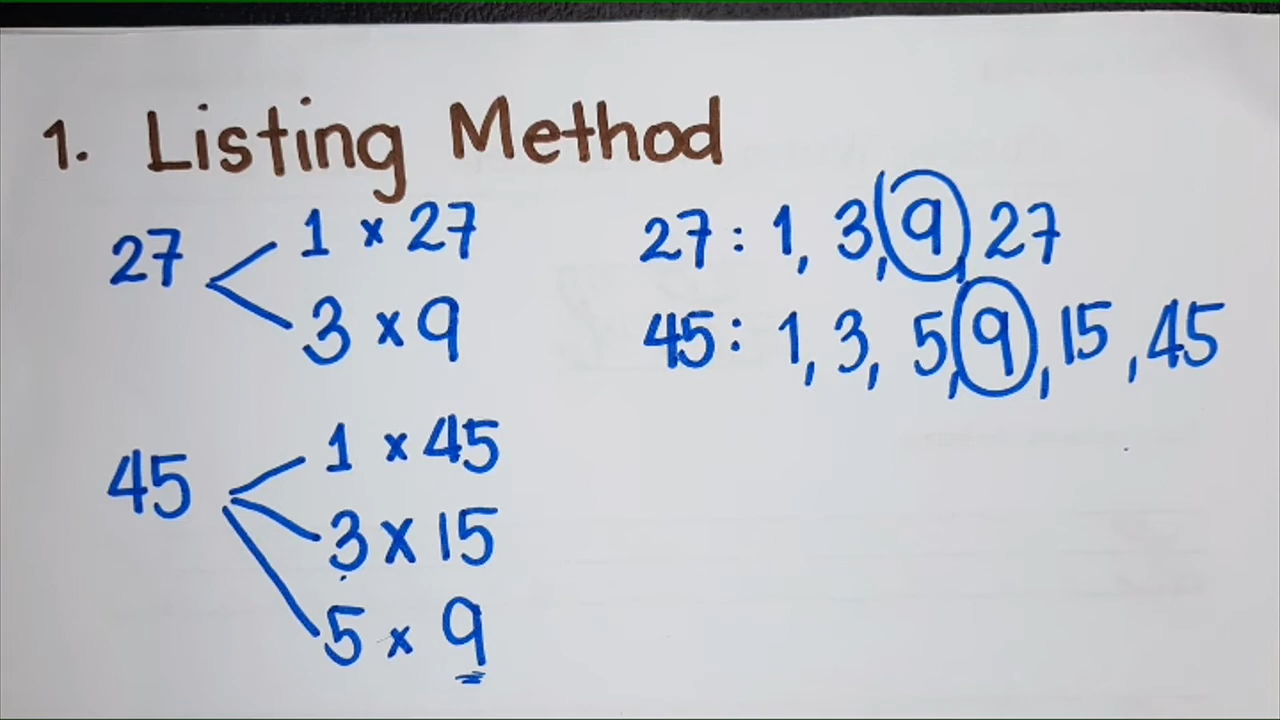 1. Listing Method
27 1 x 27
3 x 9
45 1 x 45
3 x 15
5 x 9
27: 1, 3, 9, 27
45: 1, 3, 5, 9, 15, 45